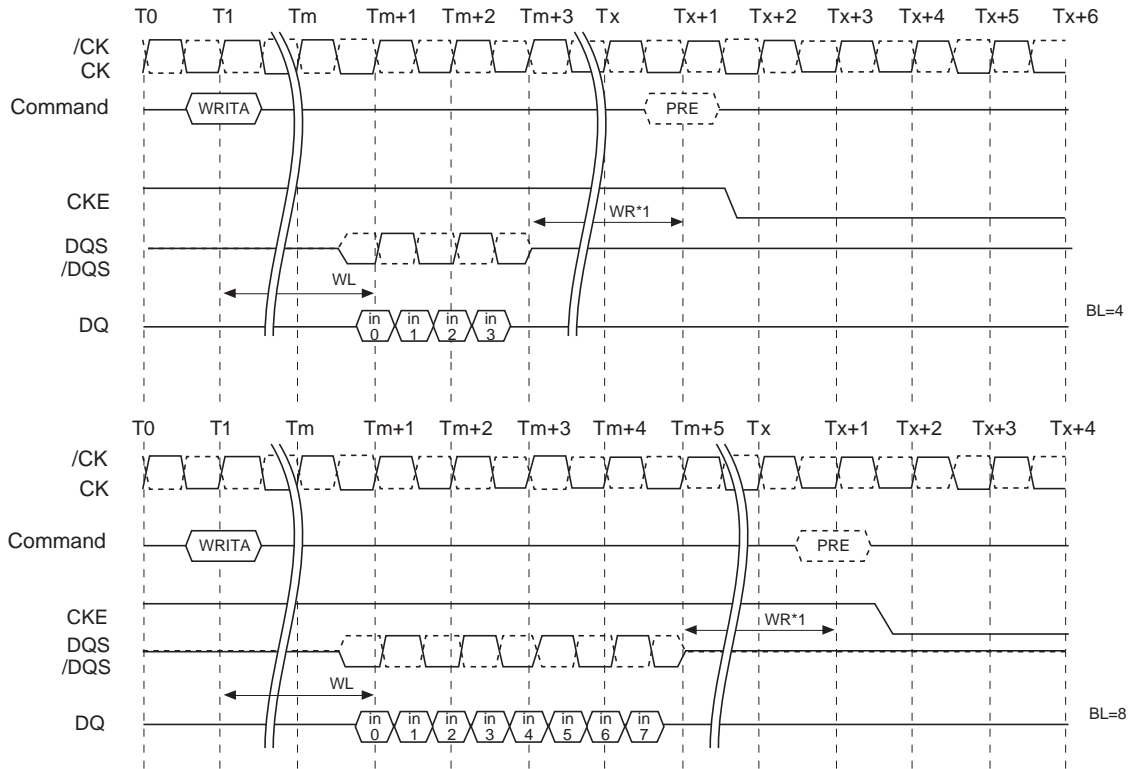 T0 T1 Tm Tm+1 Tm+2 Tm+3 Tx Tx+1 Tx+2 Tx+3 Tx+4 Tx+5 Tx+6
/CK
CK
Command WRITA PRE
CKE
WR*1
DQS
/DQS
WL
DQ in 0 in 1 in 2 in 3
BL=4
T0 T1 Tm Tm+1 Tm+2 Tm+3 Tm+4 Tm+5 Tx Tx+1 Tx+2 Tx+3 Tx+4
/CK
CK
Command WRITA PRE
CKE
WR*1
DQS
/DQS
WL
DQ in 0 in 1 in 2 in 3 in 4 in 5 in 6 in 7
BL=8